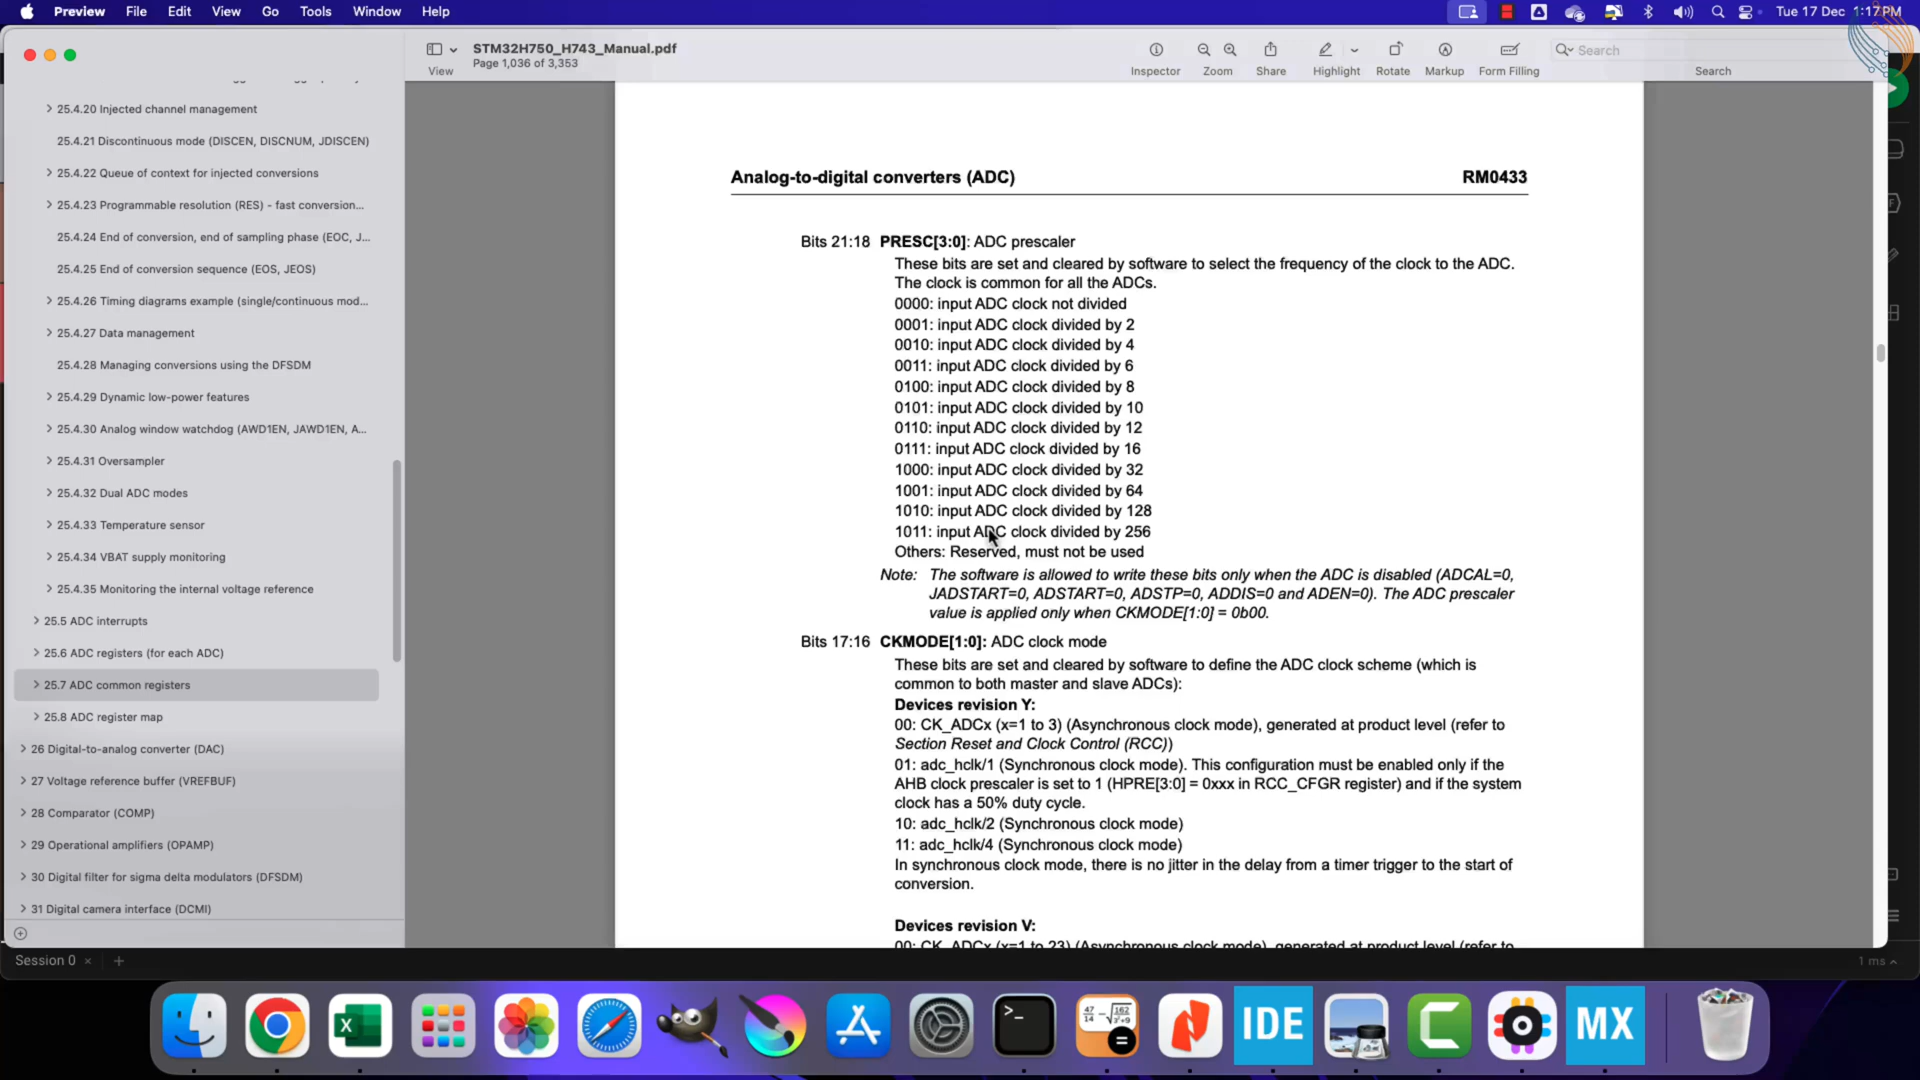 Preview File Edit View Go Tools Window Help
Tue 17 Dec 1:17PM
STM32H750_H743_Manual.pdf
Page 1,036 of 3,353
View
Inspector
Zoom
Share
Highlight
Rotate
Markup
Form Filling
Search
Search
25.4.20 Injected channel management
25.4.21 Discontinuous mode (DISCEN, DISCNUM, JDISCEN)
25.4.22 Queue of context for injected conversions
25.4.23 Programmable resolution (RES) - fast conversion...
25.4.24 End of conversion, end of sampling phase (EOC, J...
25.4.25 End of conversion sequence (EOS, JEOS)
25.4.26 Timing diagrams example (single/continuous mod...
25.4.27 Data management
25.4.28 Managing conversions using the DFSDM
25.4.29 Dynamic low-power features
25.4.30 Analog window watchdog (AWD1EN, JAWD1EN, A...
25.4.31 Oversampler
25.4.32 Dual ADC modes
25.4.33 Temperature sensor
25.4.34 VBAT supply monitoring
25.4.35 Monitoring the internal voltage reference
25.5 ADC interrupts
25.6 ADC registers (for each ADC)
25.7 ADC common registers
25.8 ADC register map
26 Digital-to-analog converter (DAC)
27 Voltage reference buffer (VREFBUF)
28 Comparator (COMP)
29 Operational amplifiers (OPAMP)
30 Digital filter for sigma delta modulators (DFSDM)
31 Digital camera interface (DCMI)
Analog-to-digital converters (ADC) RM0433
Bits 21:18 PRESC[3:0]: ADC prescaler
These bits are set and cleared by software to select the frequency of the clock to the ADC.
The clock is common for all the ADCs.
0000: input ADC clock not divided
0001: input ADC clock divided by 2
0010: input ADC clock divided by 4
0011: input ADC clock divided by 6
0100: input ADC clock divided by 8
0101: input ADC clock divided by 10
0110: input ADC clock divided by 12
0111: input ADC clock divided by 16
1000: input ADC clock divided by 32
1001: input ADC clock divided by 64
1010: input ADC clock divided by 128
1011: input ADC clock divided by 256
Others: Reserved, must not be used
Note: The software is allowed to write these bits only when the ADC is disabled (ADCAL=0,
JADSTART=0, ADSTART=0, ADSTP=0, ADDIS=0 and ADEN=0). The ADC prescaler
value is applied only when CKMODE[1:0] = 0b00.
Bits 17:16 CKMODE[1:0]: ADC clock mode
These bits are set and cleared by software to define the ADC clock scheme (which is
common to both master and slave ADCs):
Devices revision Y:
00: CK_ADCx (x=1 to 3) (Asynchronous clock mode), generated at product level (refer to
Section Reset and Clock Control (RCC))
01: adc_hclk/1 (Synchronous clock mode). This configuration must be enabled only if the
AHB clock prescaler is set to 1 (HPRE[3:0] = 0xxx in RCC_CFGR register) and if the system
clock has a 50% duty cycle.
10: adc_hclk/2 (Synchronous clock mode)
11: adc_hclk/4 (Synchronous clock mode)
In synchronous clock mode, there is no jitter in the delay from a timer trigger to the start of
conversion.
Devices revision V:
00: CK_ADCx (x=1 to 23) (Asynchronous clock mode), generated at product level (refer to
Session 0
1 ms
IDE
MX